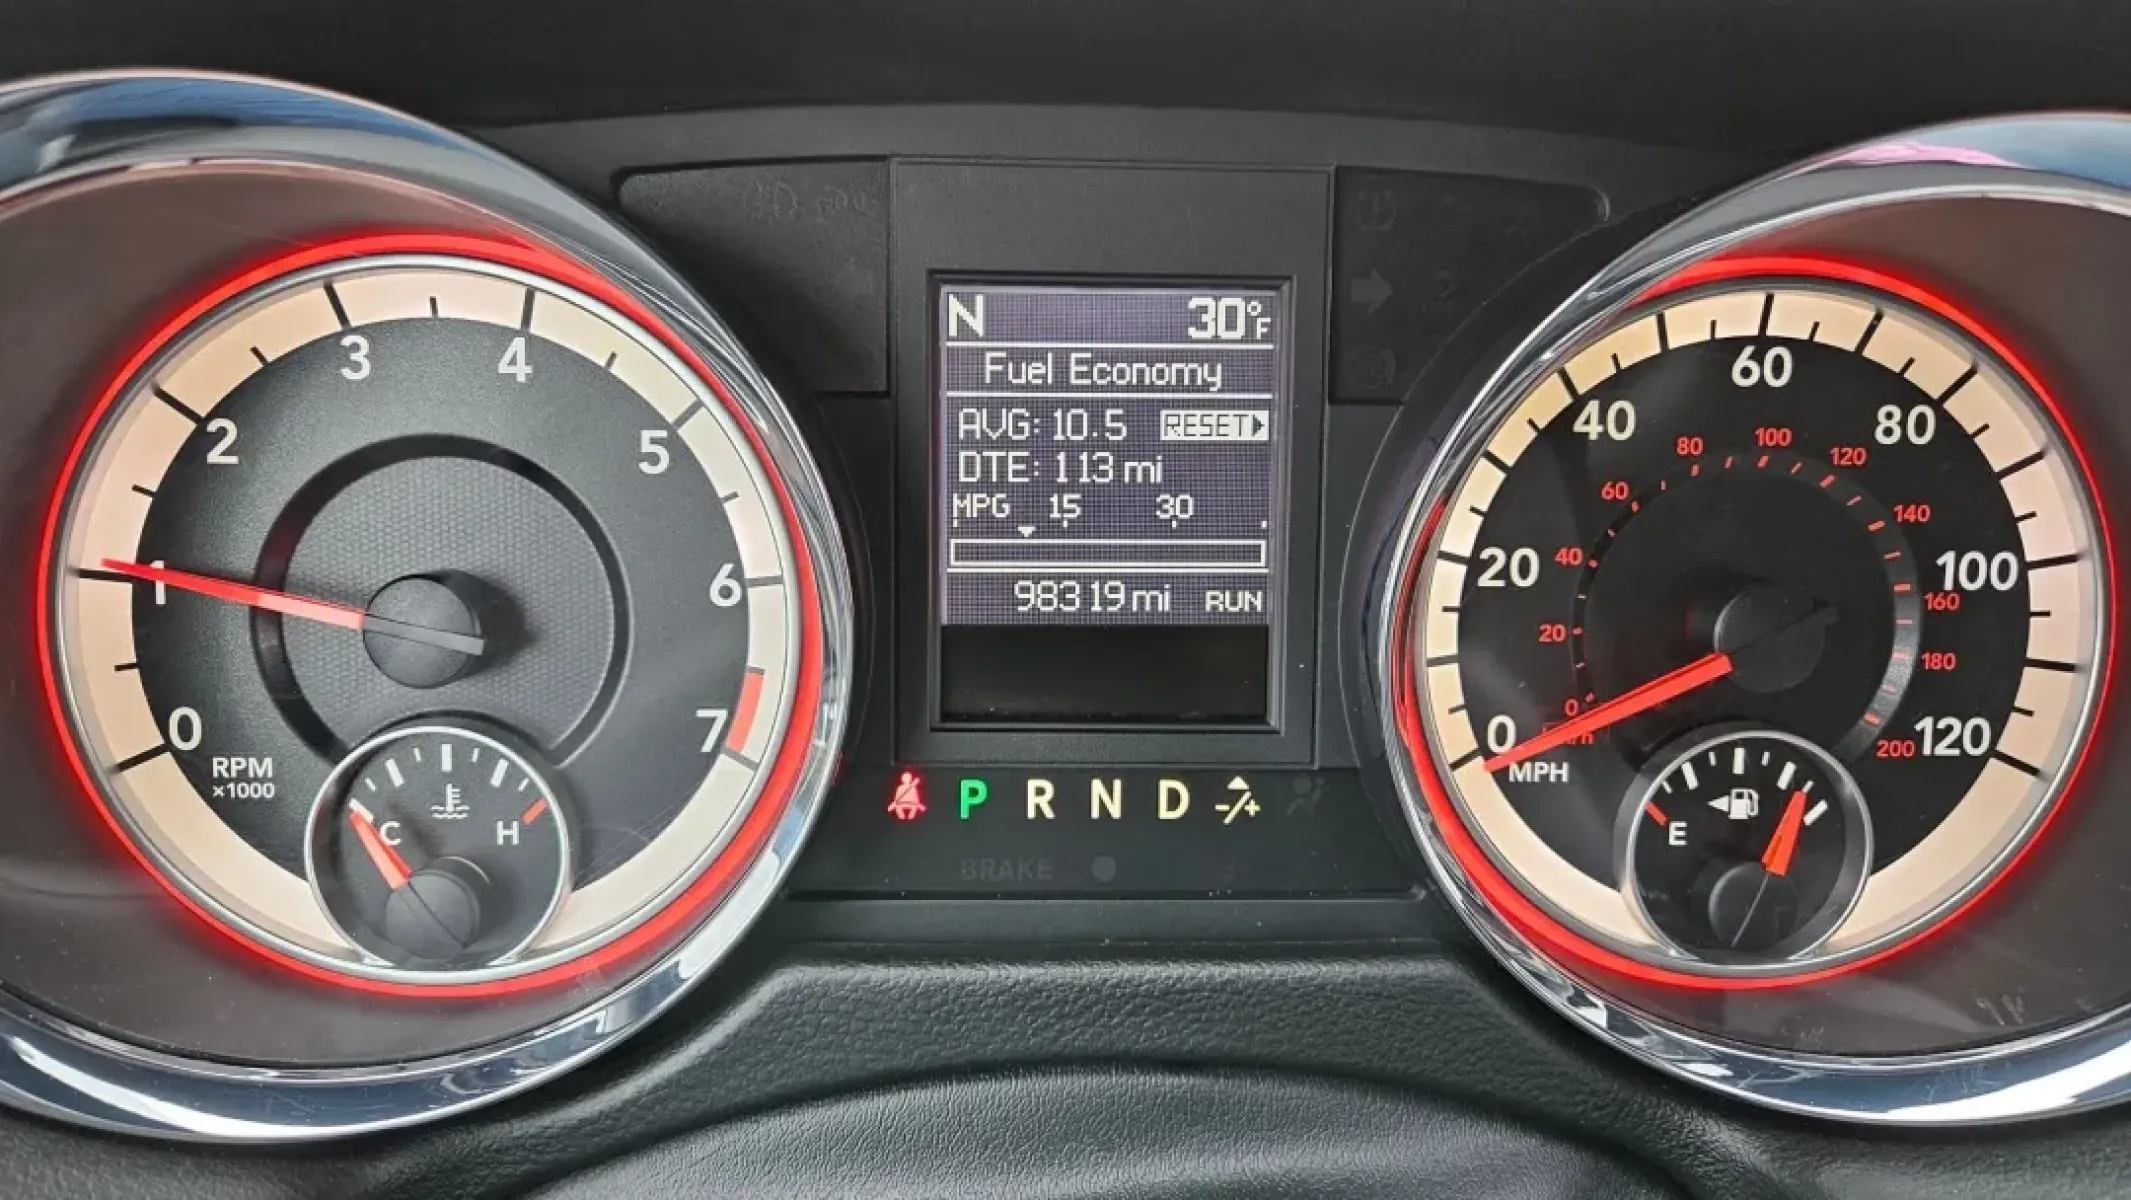 N 30°F
Fuel Economy
AVG: 10.5 RESET
DTE: 113 mi
MPG 15 30
98319 mi RUN
0
1
2
3
4
5
6
7
RPM
×1000
C H
P R N D -/+
BRAKE
0
20
40
60
80
100
120
MPH
0
20
40
60
80
100
120
140
160
180
200
km/h
E